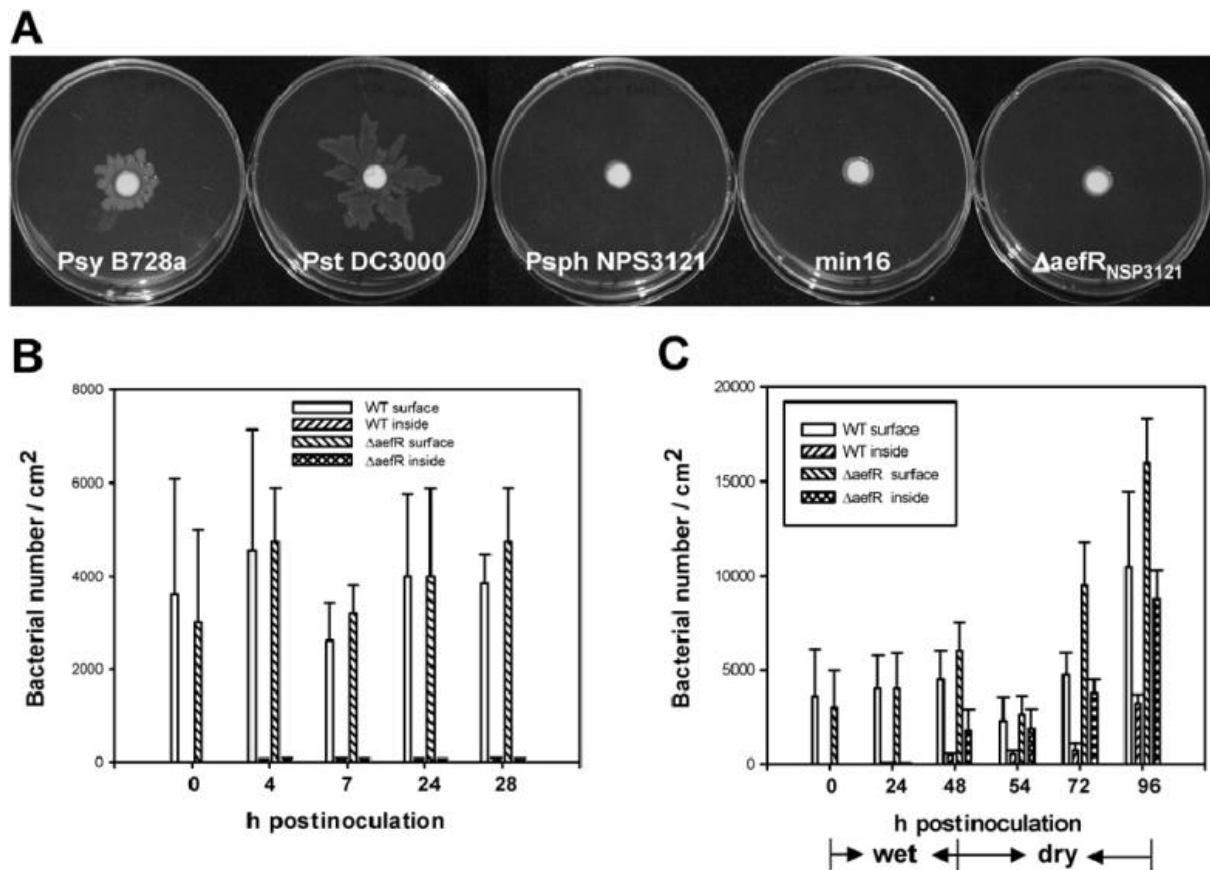 A
Psy B728a
Pst DC3000
Psph NPS3121
min16
ΔaefR NSP3121
B
Bacterial number / cm2
8000
6000
4000
2000
0
WT surface
WT inside
ΔaefR surface
ΔaefR inside
0 4 7 24 28
h postinoculation
C
Bacterial number / cm2
20000
15000
10000
5000
0
WT surface
WT inside
ΔaefR surface
ΔaefR inside
0 24 48 54 72 96
h postinoculation
wet dry